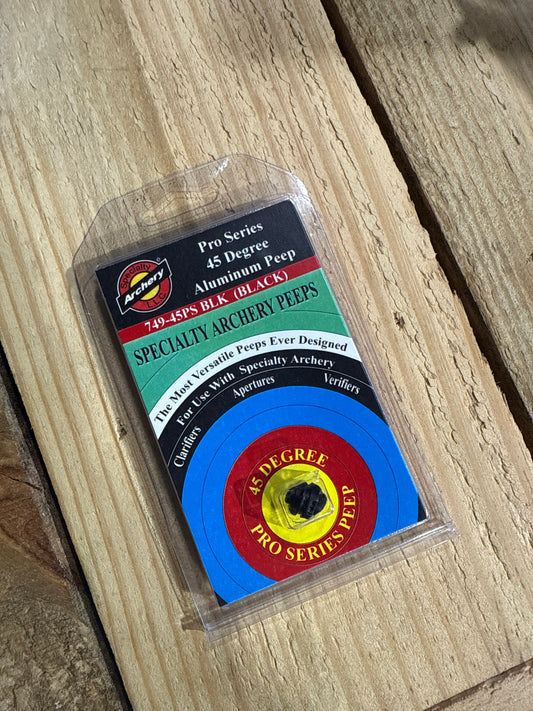 Pro Series
45 Degree
Aluminum Peep
Specialty
Archery
LLC
®
749-45PS BLK (BLACK)
SPECIALTY ARCHERY PEEPS
The Most Versatile Peeps Ever Designed
For Use With Specialty Archery
Clarifiers Apertures Verifiers
45 DEGREE
PRO SERIES PEEP